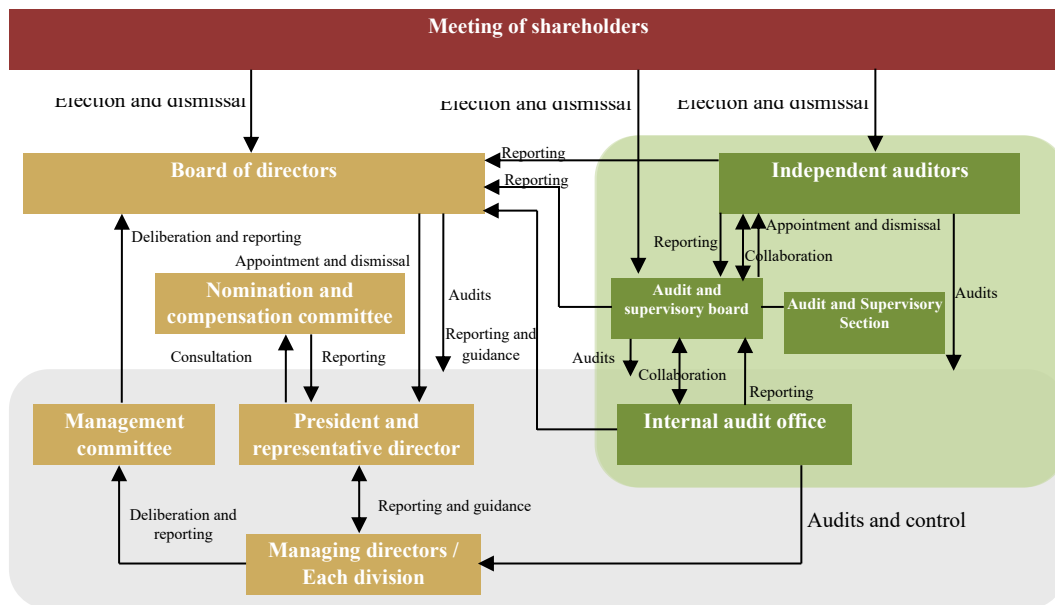 Meeting of shareholders
Election and dismissal
Election and dismissal
Election and dismissal
Board of directors
Reporting
Reporting
Independent auditors
Deliberation and reporting
Appointment and dismissal
Reporting
Appointment and dismissal
Collaboration
Nomination and
compensation committee
Audits
Audit and
supervisory board
Audit and Supervisory
Section
Audits
Consultation
Reporting
Reporting and
guidance
Audits
Collaboration
Reporting
Management
committee
President and
representative director
Internal audit office
Deliberation and
reporting
Reporting and guidance
Audits and control
Managing directors /
Each division